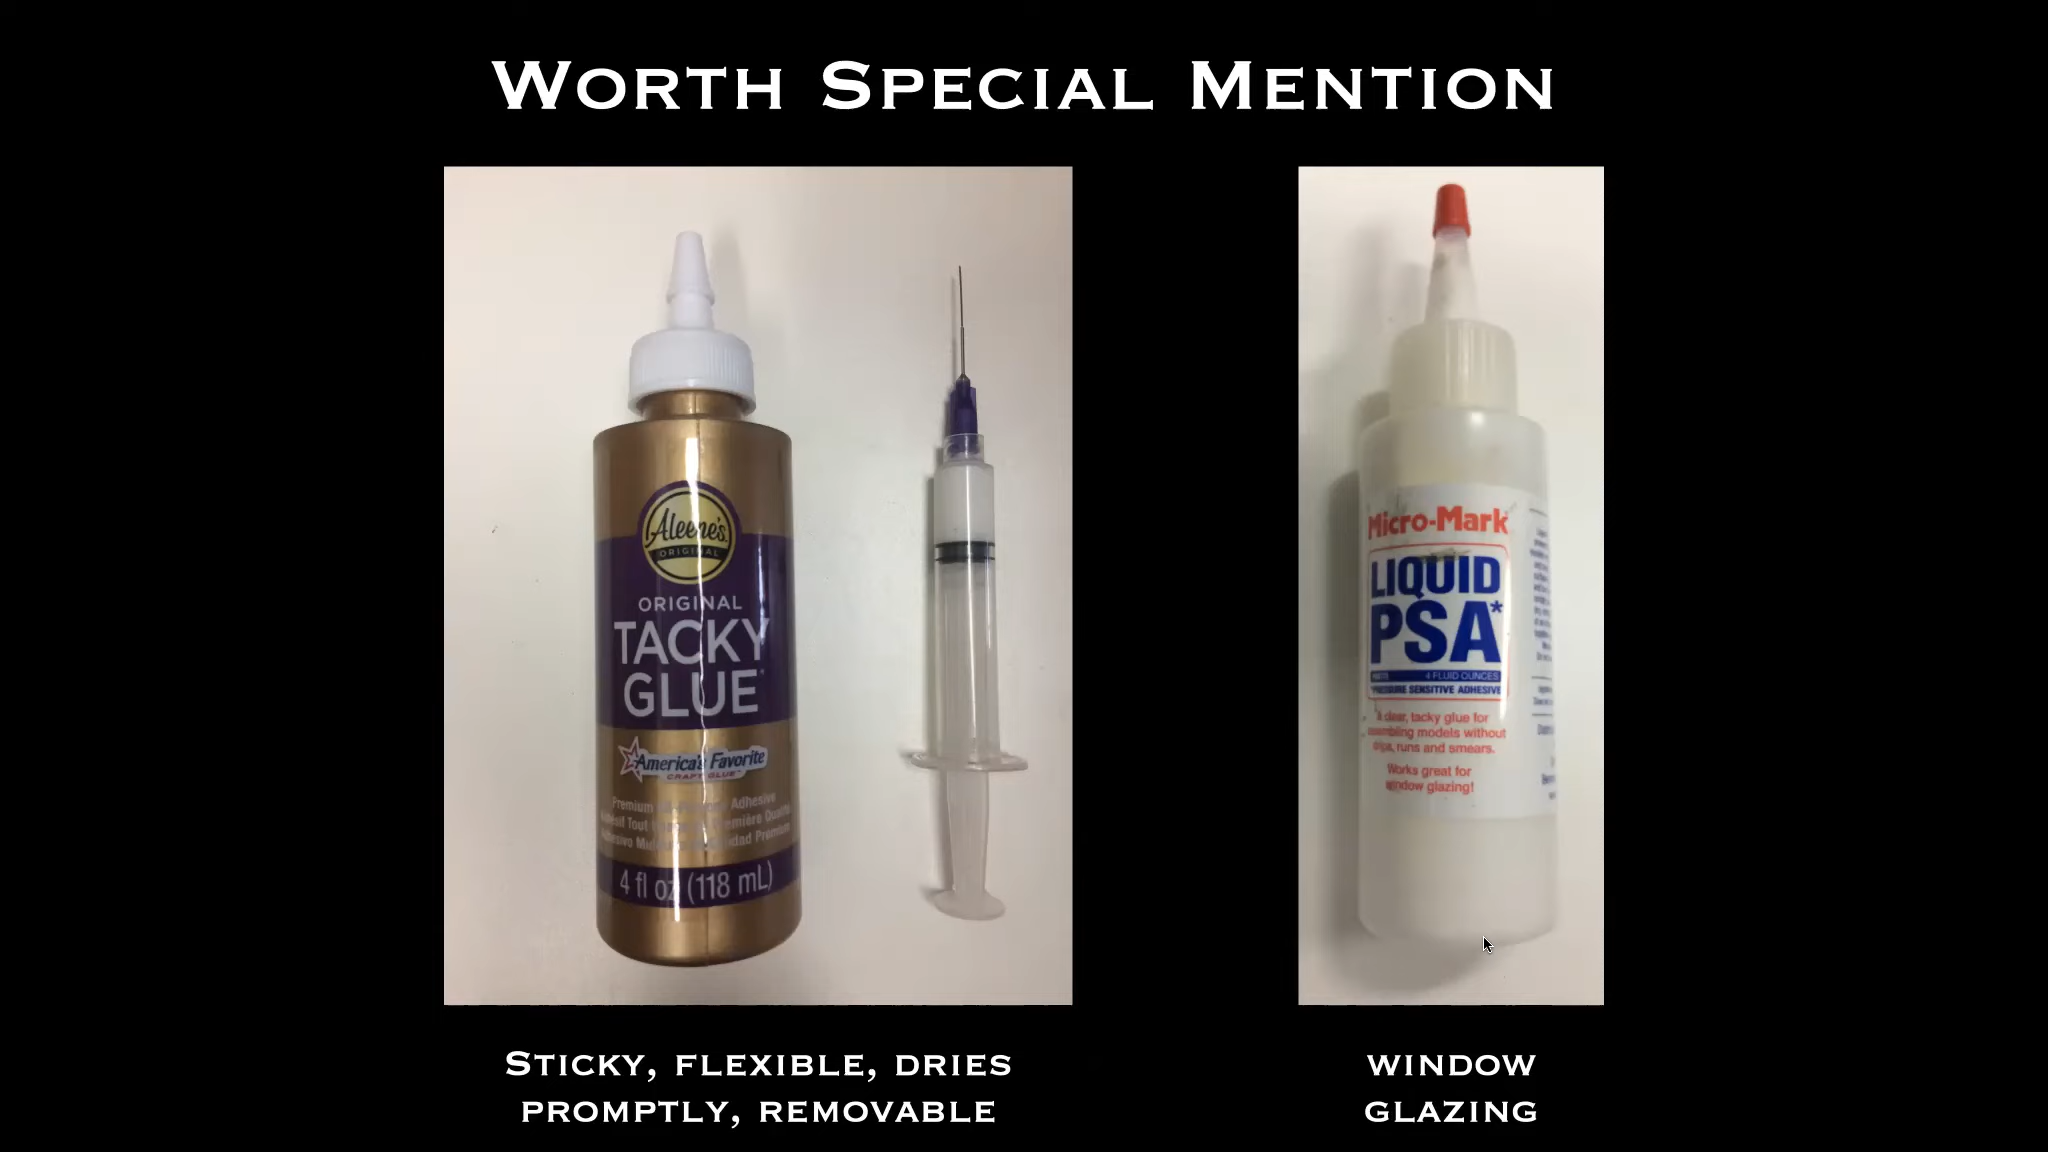 WORTH SPECIAL MENTION
Aleene's
ORIGINAL
ORIGINAL
TACKY
GLUE
America's Favorite
CRAFT GLUE
Premium Adhesive
Première
4 fl oz (118 mL)
Micro-Mark
LIQUID
PSA*
4 FLUID OUNCES
*PRESSURE SENSITIVE ADHESIVE
A clear, tacky glue for
assembling models without
drips, runs and smears.
Works great for
window glazing!
STICKY, FLEXIBLE, DRIES
PROMPTLY, REMOVABLE
WINDOW
GLAZING